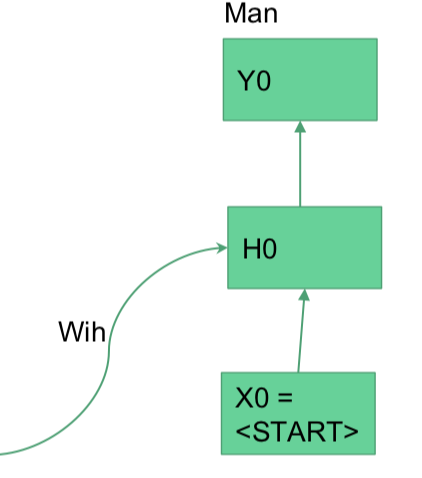 Man
Y0
H0
Wih
X0 =
<START>